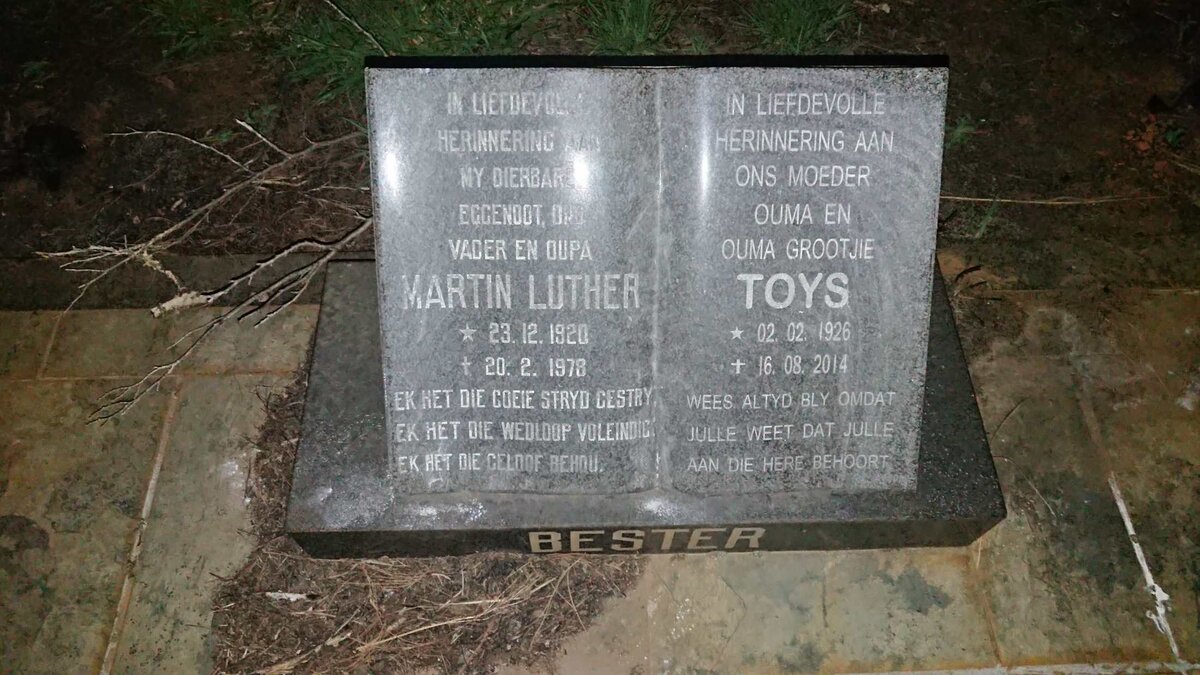 IN LIEFDEVOLLE
HERINNERING AAN
MY DIERBARE
EGGENOOT, ONS
VADER EN OUPA
MARTIN LUTHER
★ 23. 12. 1920
✝ 20. 2. 1978
EK HET DIE GOEIE STRYD GESTRY,
EK HET DIE WEDLOOP VOLEINDIG
EK HET DIE GELOOF BEHOU.
IN LIEFDEVOLLE
HERINNERING AAN
ONS MOEDER
OUMA EN
OUMA GROOTJIE
TOYS
★ 02. 02. 1926
✝ 16. 08. 2014
WEES ALTYD BLY OMDAT
JULLE WEET DAT JULLE
AAN DIE HERE BEHOORT
BESTER